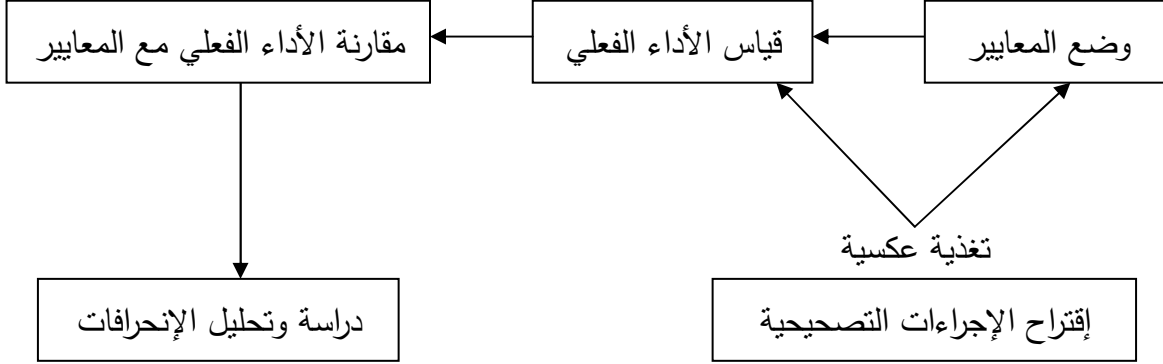 وضع المعايير
قياس الأداء الفعلي
مقارنة الأداء الفعلي مع المعايير
تغذية عكسية
إقتراح الإجراءات التصحيحية
دراسة وتحليل الإنحرافات